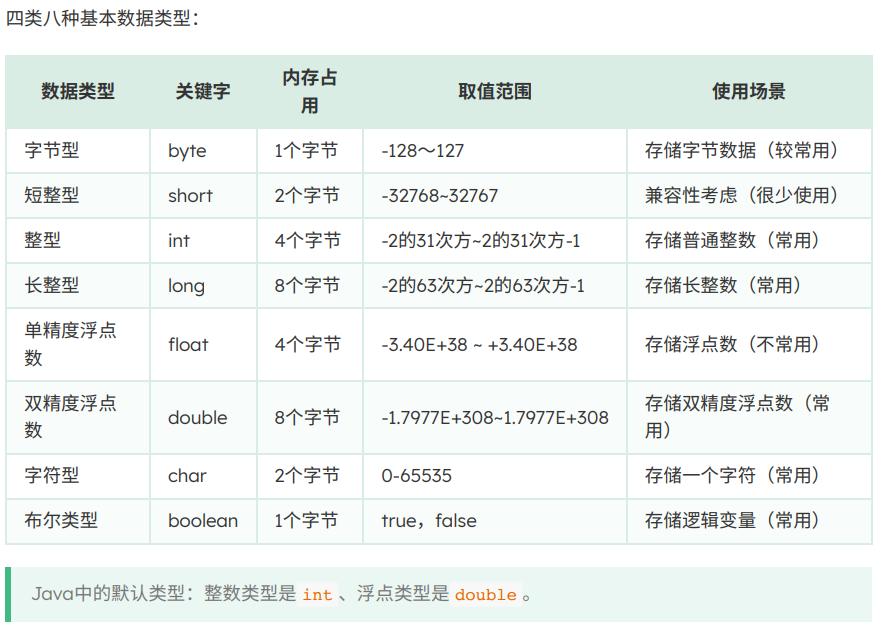 四类八种基本数据类型：
数据类型 关键字 内存占用 取值范围 使用场景
字节型 byte 1个字节 -128～127 存储字节数据（较常用）
短整型 short 2个字节 -32768~32767 兼容性考虑（很少使用）
整型 int 4个字节 -2的31次方~2的31次方-1 存储普通整数（常用）
长整型 long 8个字节 -2的63次方~2的63次方-1 存储长整数（常用）
单精度浮点数 float 4个字节 -3.40E+38 ~ +3.40E+38 存储浮点数（不常用）
双精度浮点数 double 8个字节 -1.7977E+308~1.7977E+308 存储双精度浮点数（常用）
字符型 char 2个字节 0-65535 存储一个字符（常用）
布尔类型 boolean 1个字节 true，false 存储逻辑变量（常用）
Java中的默认类型：整数类型是 int 、浮点类型是 double 。